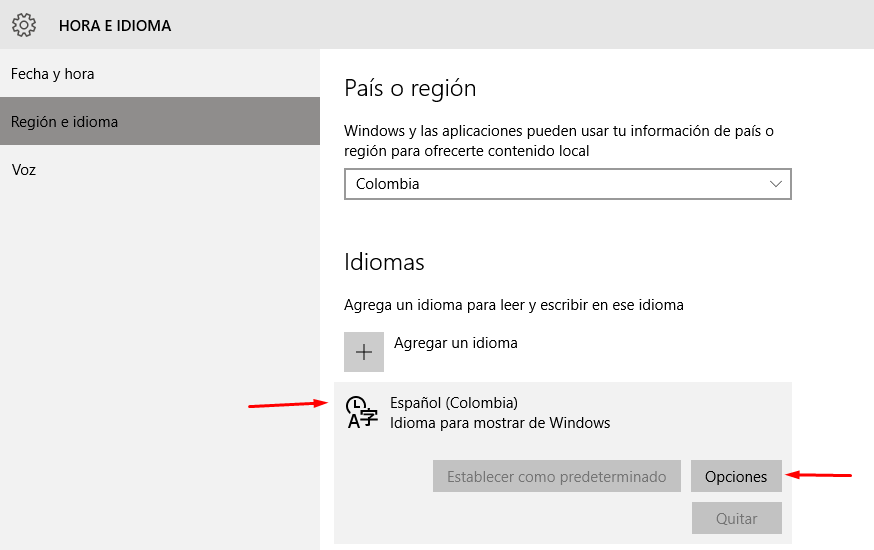 HORA E IDIOMA
Fecha y hora
Región e idioma
Voz
País o región
Windows y las aplicaciones pueden usar tu información de país o
región para ofrecerte contenido local
Colombia
Idiomas
Agrega un idioma para leer y escribir en ese idioma
Agregar un idioma
Español (Colombia)
Idioma para mostrar de Windows
Establecer como predeterminado
Opciones
Quitar